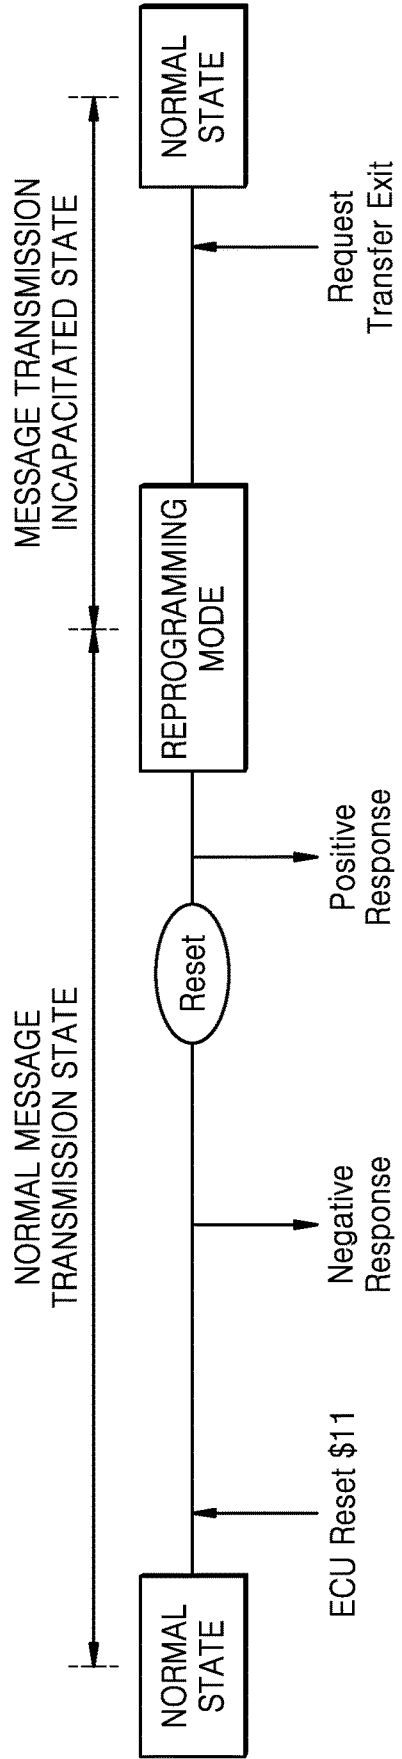 NORMAL MESSAGE
TRANSMISSION STATE
MESSAGE TRANSMISSION
INCAPACITATED STATE
NORMAL
STATE
Reset
REPROGRAMMING
MODE
NORMAL
STATE
ECU Reset $11
Negative
Response
Positive
Response
Request
Transfer Exit